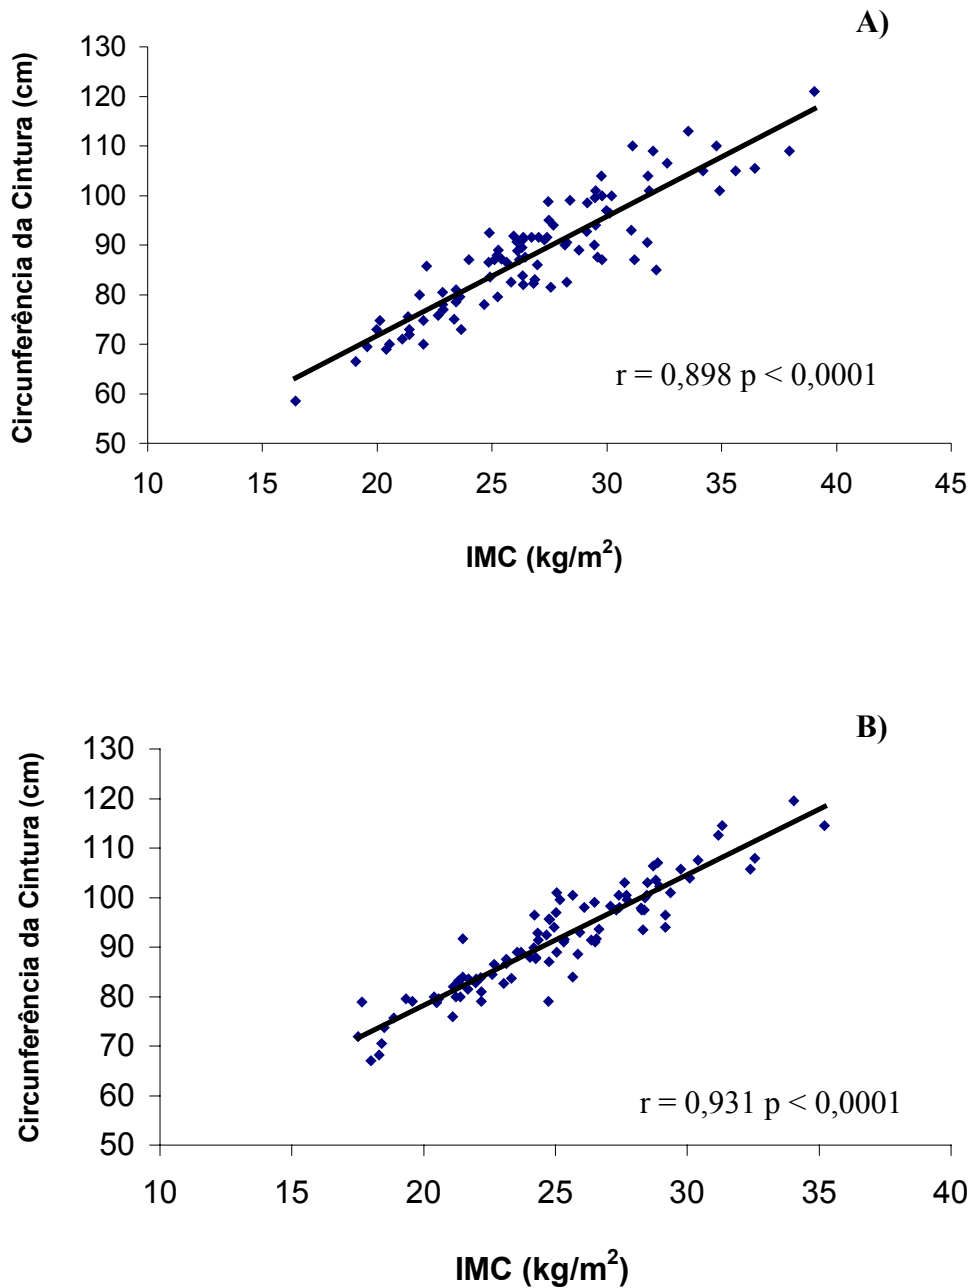 A)
Circunferência da Cintura (cm)
130
120
110
100
90
80
70
60
50
r = 0,898 p < 0,0001
10 15 20 25 30 35 40 45
IMC (kg/m²)
B)
Circunferência da Cintura (cm)
130
120
110
100
90
80
70
60
50
r = 0,931 p < 0,0001
10 15 20 25 30 35 40
IMC (kg/m²)